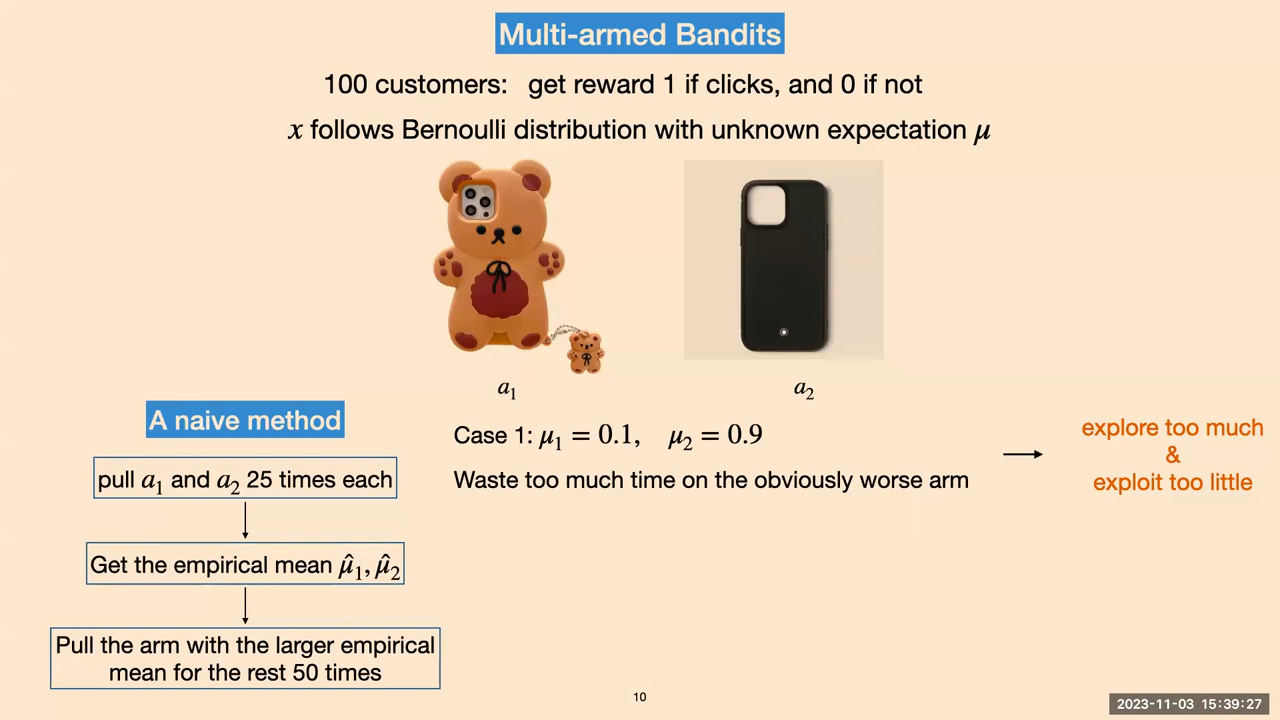 Multi-armed Bandits
100 customers: get reward 1 if clicks, and 0 if not
x follows Bernoulli distribution with unknown expectation μ
a₁
a₂
A naive method
pull a₁ and a₂ 25 times each
Get the empirical mean μ̂₁, μ̂₂
Pull the arm with the larger empirical
mean for the rest 50 times
Case 1: μ₁ = 0.1, μ₂ = 0.9
Waste too much time on the obviously worse arm
explore too much
&
exploit too little
10
2023-11-03 15:39:27